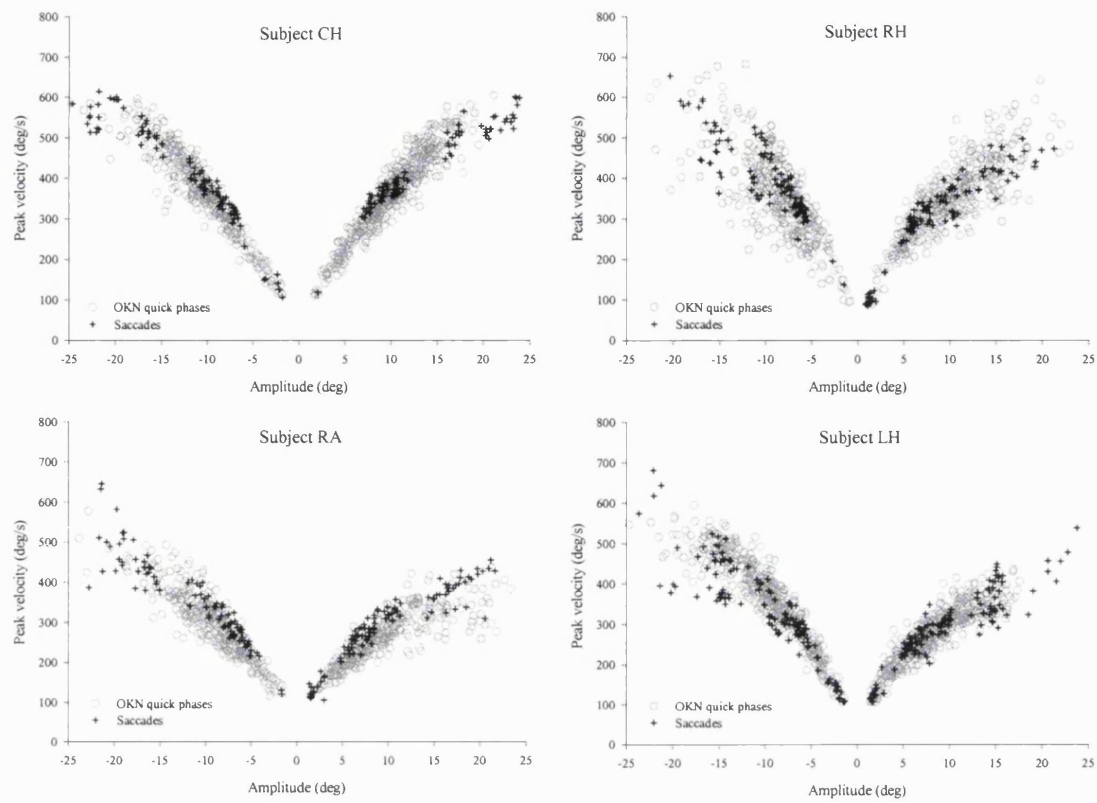 Subject CH
Peak velocity (deg/s)
800
700
600
500
400
300
200
100
0
OKN quick phases
Saccades
-25 -20 -15 -10 -5 0 5 10 15 20 25
Amplitude (deg)
Subject RH
Peak velocity (deg/s)
800
700
600
500
400
300
200
100
0
OKN quick phases
Saccades
-25 -20 -15 -10 -5 0 5 10 15 20 25
Amplitude (deg)
Subject RA
Peak velocity (deg/s)
800
700
600
500
400
300
200
100
0
OKN quick phases
Saccades
-25 -20 -15 -10 -5 0 5 10 15 20 25
Amplitude (deg)
Subject LH
Peak velocity (deg/s)
800
700
600
500
400
300
200
100
0
OKN quick phases
Saccades
-25 -20 -15 -10 -5 0 5 10 15 20 25
Amplitude (deg)